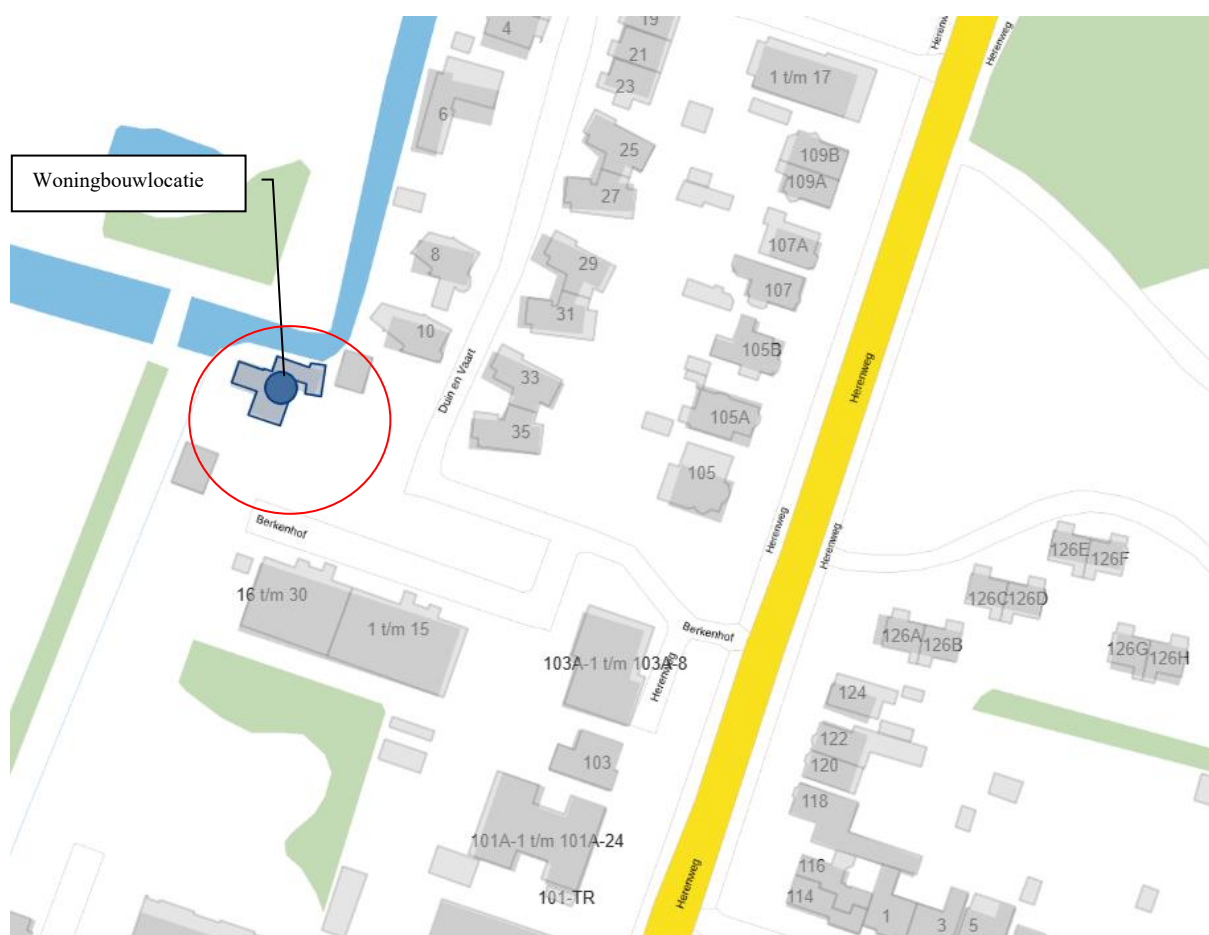 Herenweg
Herenweg
4
19
21
23
1 t/m 17
6
25
27
109B
109A
Woningbouwlocatie
8
29
107A
107
31
10
105B
Duin en Vaart
33
Herenweg
35
105A
105
Berkenhof
Herenweg
Herenweg
126E
126F
126C
126D
16 t/m 30
1 t/m 15
Berkenhof
126A
126B
126G
126H
103A-1 t/m 103A-8
Herenweg
124
122
120
103
118
101A-1 t/m 101A-24
116
114
101-TR
Herenweg
1
3
5